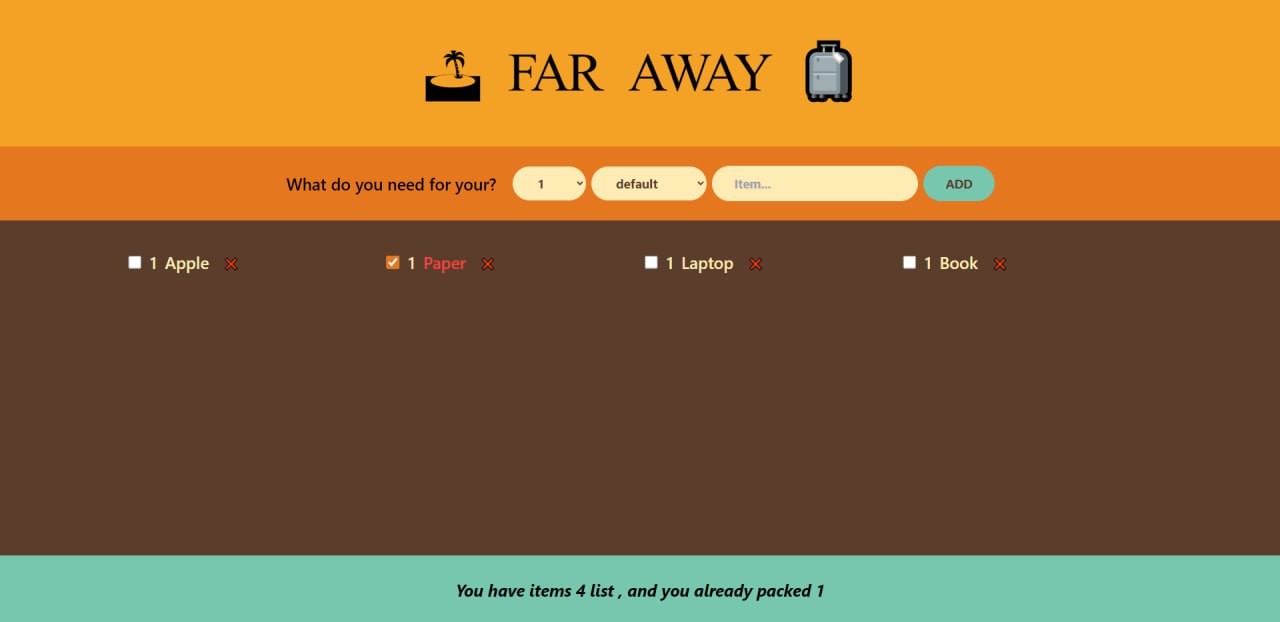 FAR AWAY
What do you need for your? 1 default Item... ADD
1 Apple 1 Paper 1 Laptop 1 Book
You have items 4 list , and you already packed 1